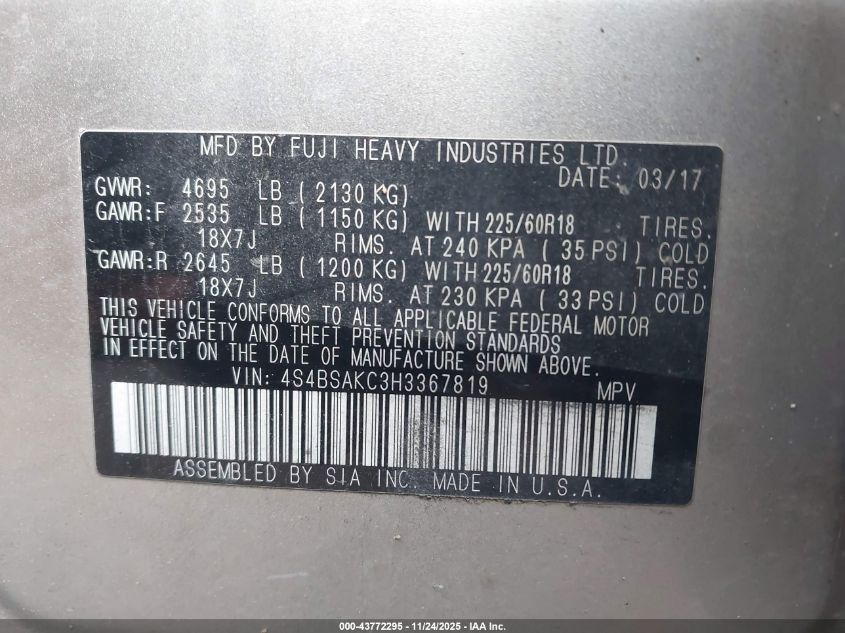 MFD BY FUJI HEAVY INDUSTRIES LTD.
DATE: 03/17
GVWR: 4695 LB ( 2130 KG)
GAWR:F 2535 LB ( 1150 KG) WITH 225/60R18 TIRES.
18X7J RIMS. AT 240 KPA ( 35 PSI) COLD
GAWR:R 2645 LB ( 1200 KG) WITH 225/60R18 TIRES.
18X7J RIMS. AT 230 KPA ( 33 PSI) COLD
THIS VEHICLE CONFORMS TO ALL APPLICABLE FEDERAL MOTOR
VEHICLE SAFETY AND THEFT PREVENTION STANDARDS
IN EFFECT ON THE DATE OF MANUFACTURE SHOWN ABOVE.
VIN: 4S4BSAKC3H3367819 MPV
ASSEMBLED BY SIA INC. MADE IN U.S.A.
000-43772295 - 11/24/2025 - IAA Inc.